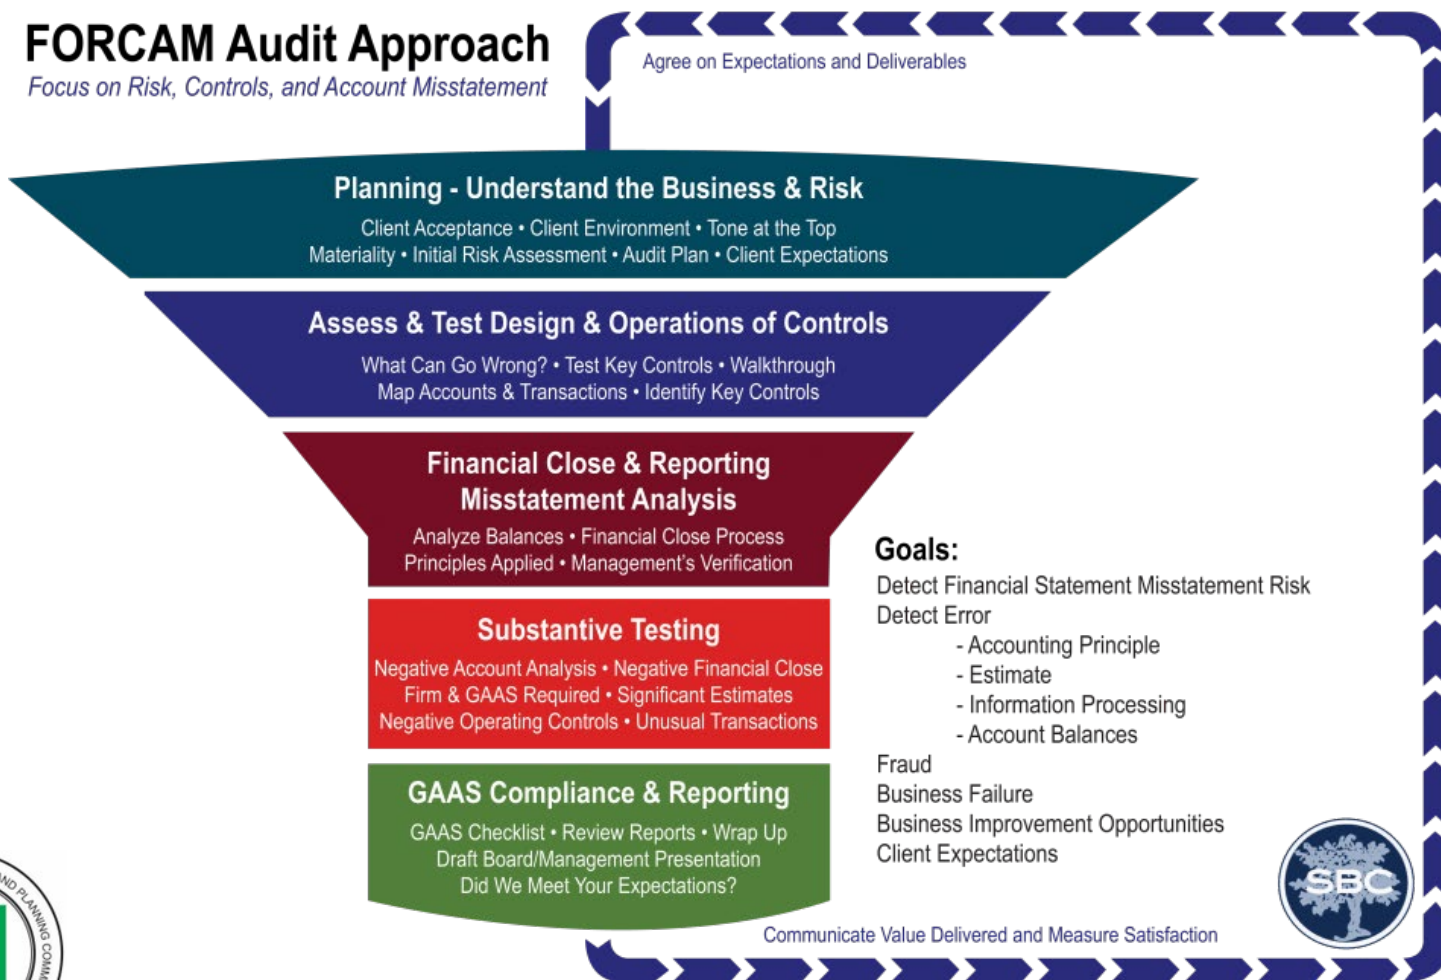 FORCAM Audit Approach
Focus on Risk, Controls, and Account Misstatement
Agree on Expectations and Deliverables
Planning - Understand the Business & Risk
Client Acceptance • Client Environment • Tone at the Top
Materiality • Initial Risk Assessment • Audit Plan • Client Expectations
Assess & Test Design & Operations of Controls
What Can Go Wrong? • Test Key Controls • Walkthrough
Map Accounts & Transactions • Identify Key Controls
Financial Close & Reporting
Misstatement Analysis
Analyze Balances • Financial Close Process
Principles Applied • Management's Verification
Substantive Testing
Negative Account Analysis • Negative Financial Close
Firm & GAAS Required • Significant Estimates
Negative Operating Controls • Unusual Transactions
GAAS Compliance & Reporting
GAAS Checklist • Review Reports • Wrap Up
Draft Board/Management Presentation
Did We Meet Your Expectations?
Goals:
Detect Financial Statement Misstatement Risk
Detect Error
- Accounting Principle
- Estimate
- Information Processing
- Account Balances
Fraud
Business Failure
Business Improvement Opportunities
Client Expectations
SBC
Communicate Value Delivered and Measure Satisfaction
AND PLANNING